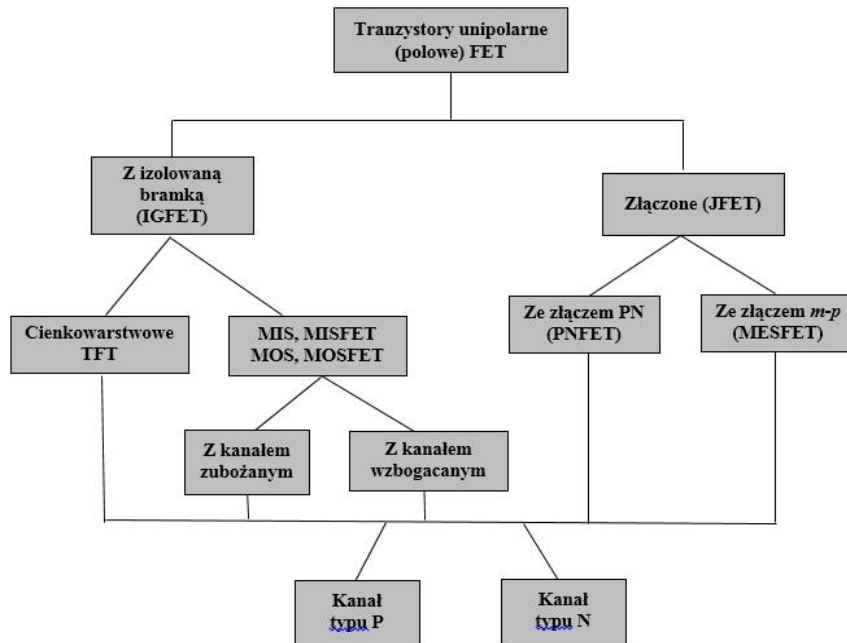 Tranzystory unipolarne
(polowe) FET
Z izolowaną
bramką
(IGFET)
Złączone (JFET)
Cienkowarstwowe
TFT
MIS, MISFET
MOS, MOSFET
Ze złączem PN
(PNFET)
Ze złączem m-p
(MESFET)
Z kanałem
zubożanym
Z kanałem
wzbogacanym
Kanał
typu P
Kanał
typu N